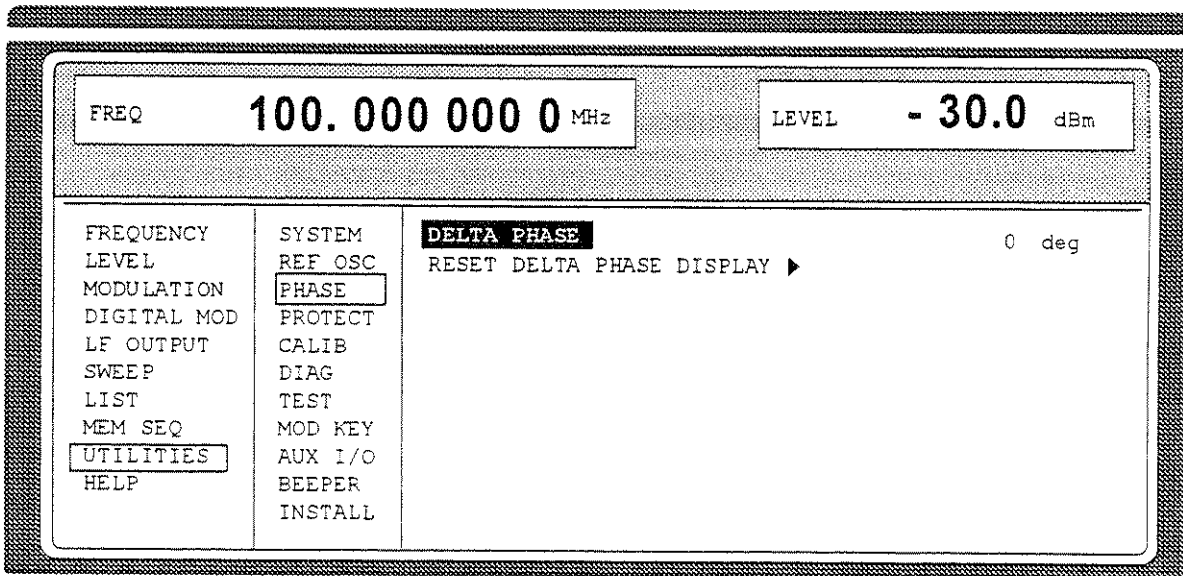 FREQ 100. 000 000 0 MHz LEVEL - 30.0 dBm
FREQUENCY
LEVEL
MODULATION
DIGITAL MOD
LF OUTPUT
SWEEP
LIST
MEM SEQ
UTILITIES
HELP
SYSTEM
REF OSC
PHASE
PROTECT
CALIB
DIAG
TEST
MOD KEY
AUX I/O
BEEPER
INSTALL
DELTA PHASE 0 deg
RESET DELTA PHASE DISPLAY ▶